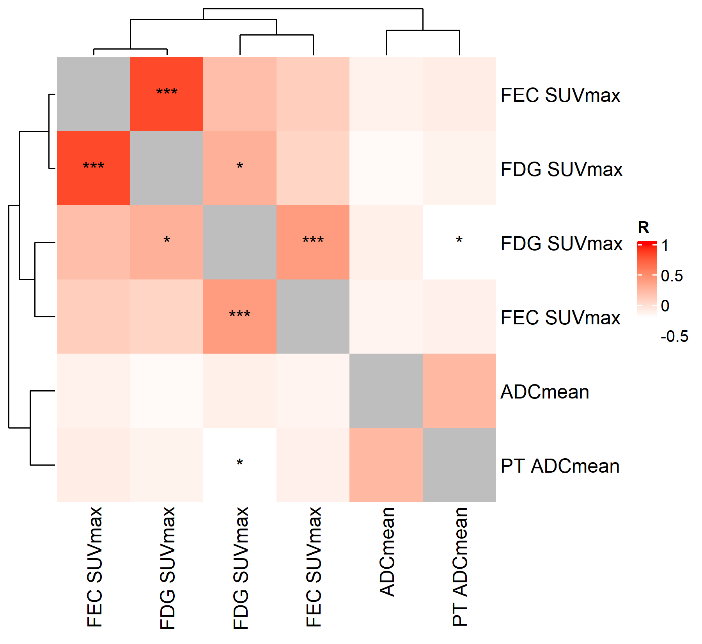 *** FEC SUVmax
*** * FDG SUVmax
* *** * FDG SUVmax
*** FEC SUVmax
ADCmean
* PT ADCmean
R
1
0.5
0
-0.5
FEC SUVmax
FDG SUVmax
FDG SUVmax
FEC SUVmax
ADCmean
PT ADCmean